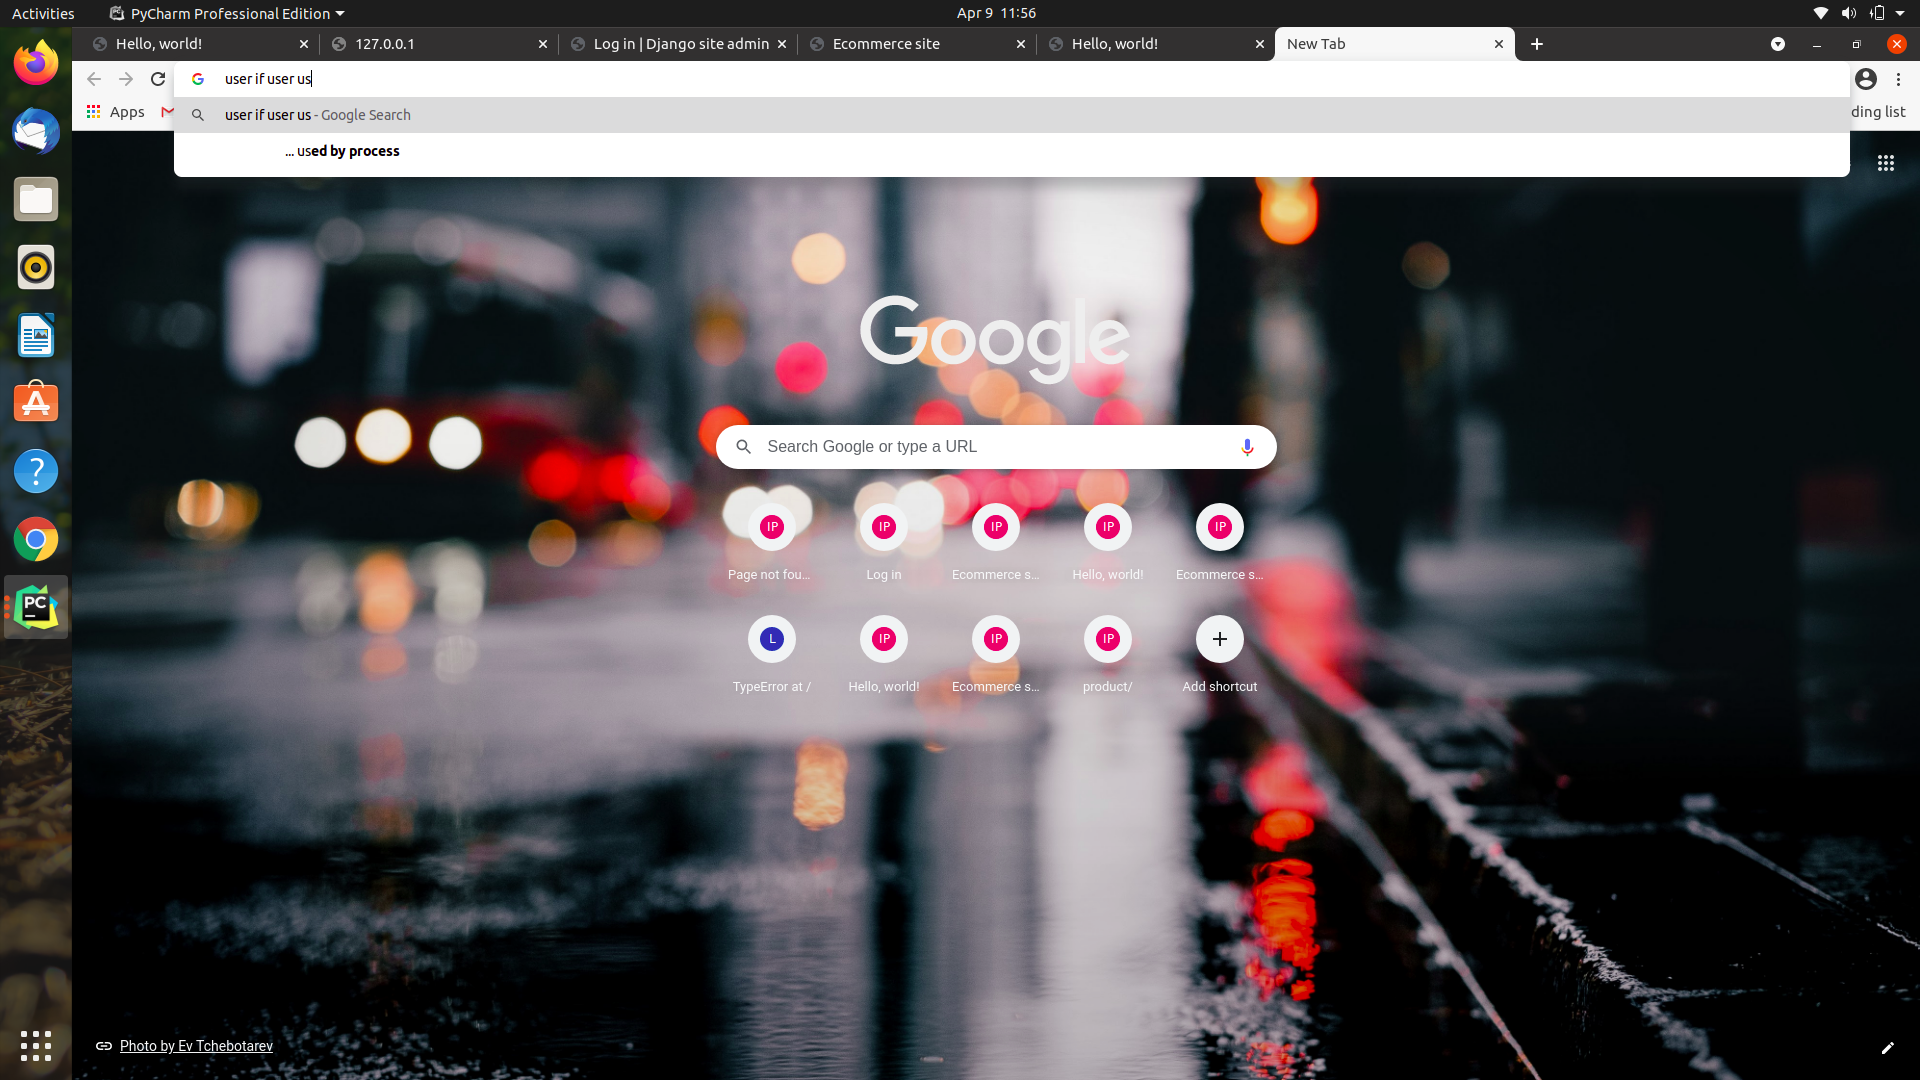 Activities
PyCharm Professional Edition
Apr 9 11:56
Hello, world!
127.0.0.1
Log in | Django site admin
Ecommerce site
Hello, world!
New Tab
user if user us
Apps
ding list
user if user us - Google Search
... used by process
Google
Search Google or type a URL
IP
IP
IP
IP
IP
Page not fou...
Log in
Ecommerce s...
Hello, world!
Ecommerce s...
L
IP
IP
IP
TypeError at /
Hello, world!
Ecommerce s...
product/
Add shortcut
PC
Photo by Ev Tchebotarev